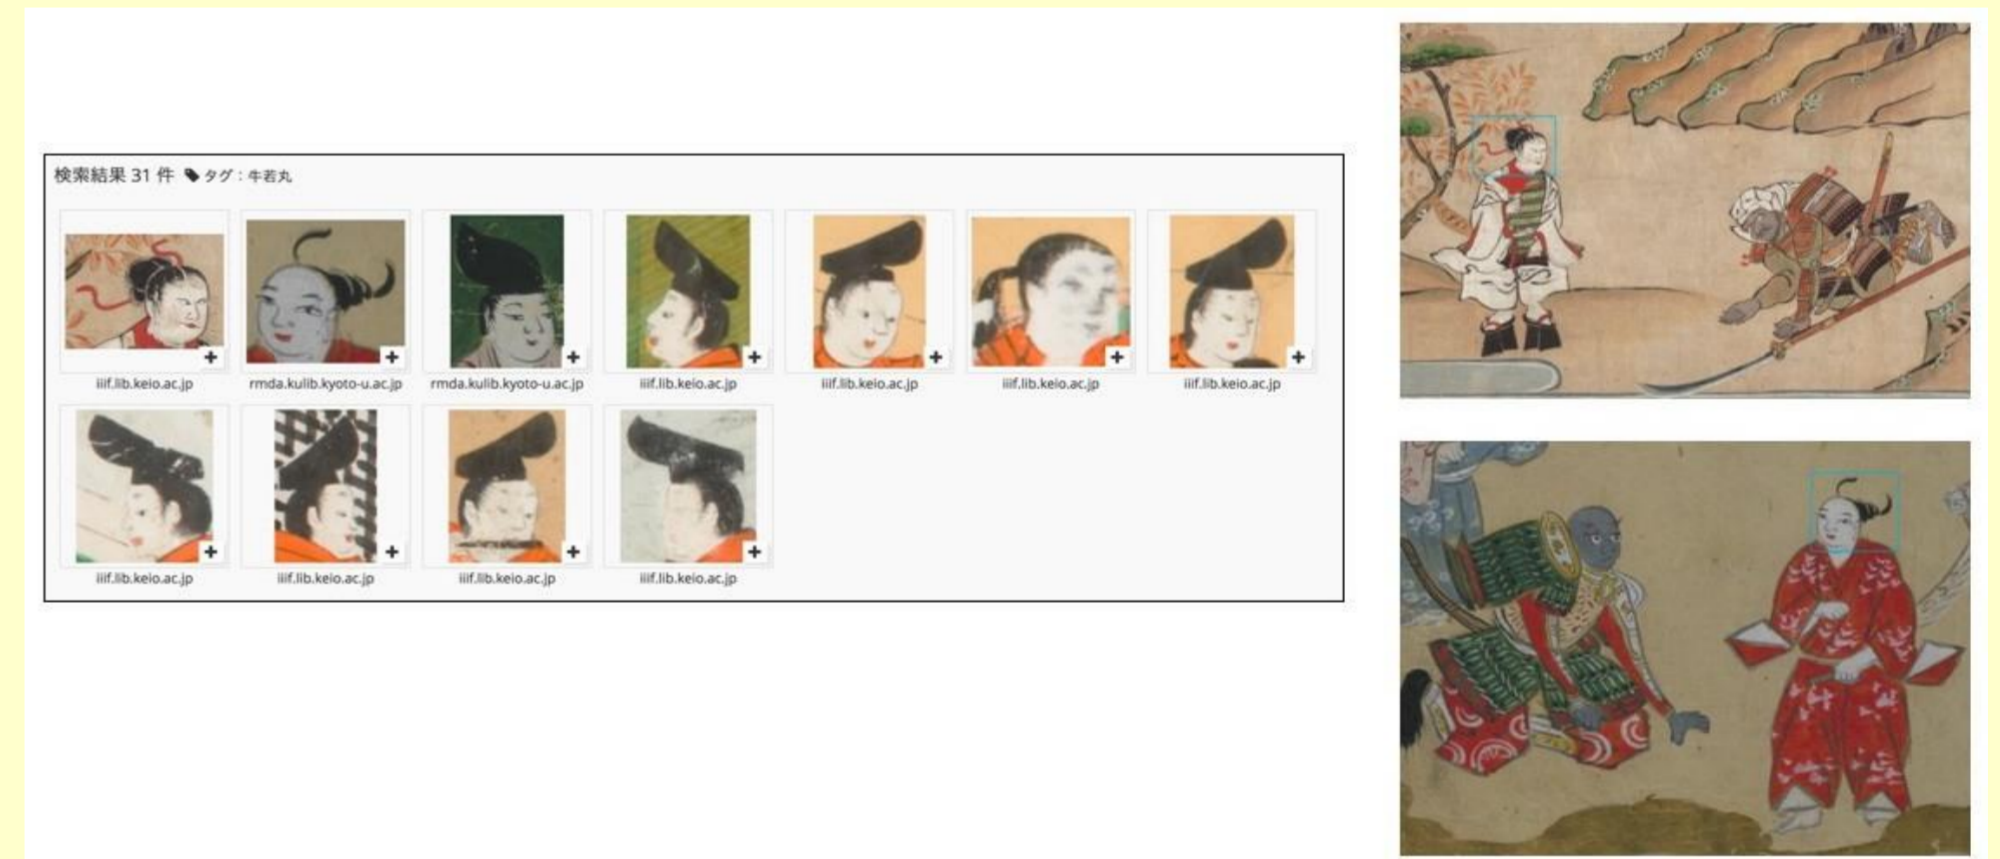 検索結果 31 件 タグ : 牛若丸
iiif.lib.keio.ac.jp rmda.kulib.kyoto-u.ac.jp rmda.kulib.kyoto-u.ac.jp iiif.lib.keio.ac.jp iiif.lib.keio.ac.jp iiif.lib.keio.ac.jp iiif.lib.keio.ac.jp
iiif.lib.keio.ac.jp iiif.lib.keio.ac.jp iiif.lib.keio.ac.jp iiif.lib.keio.ac.jp